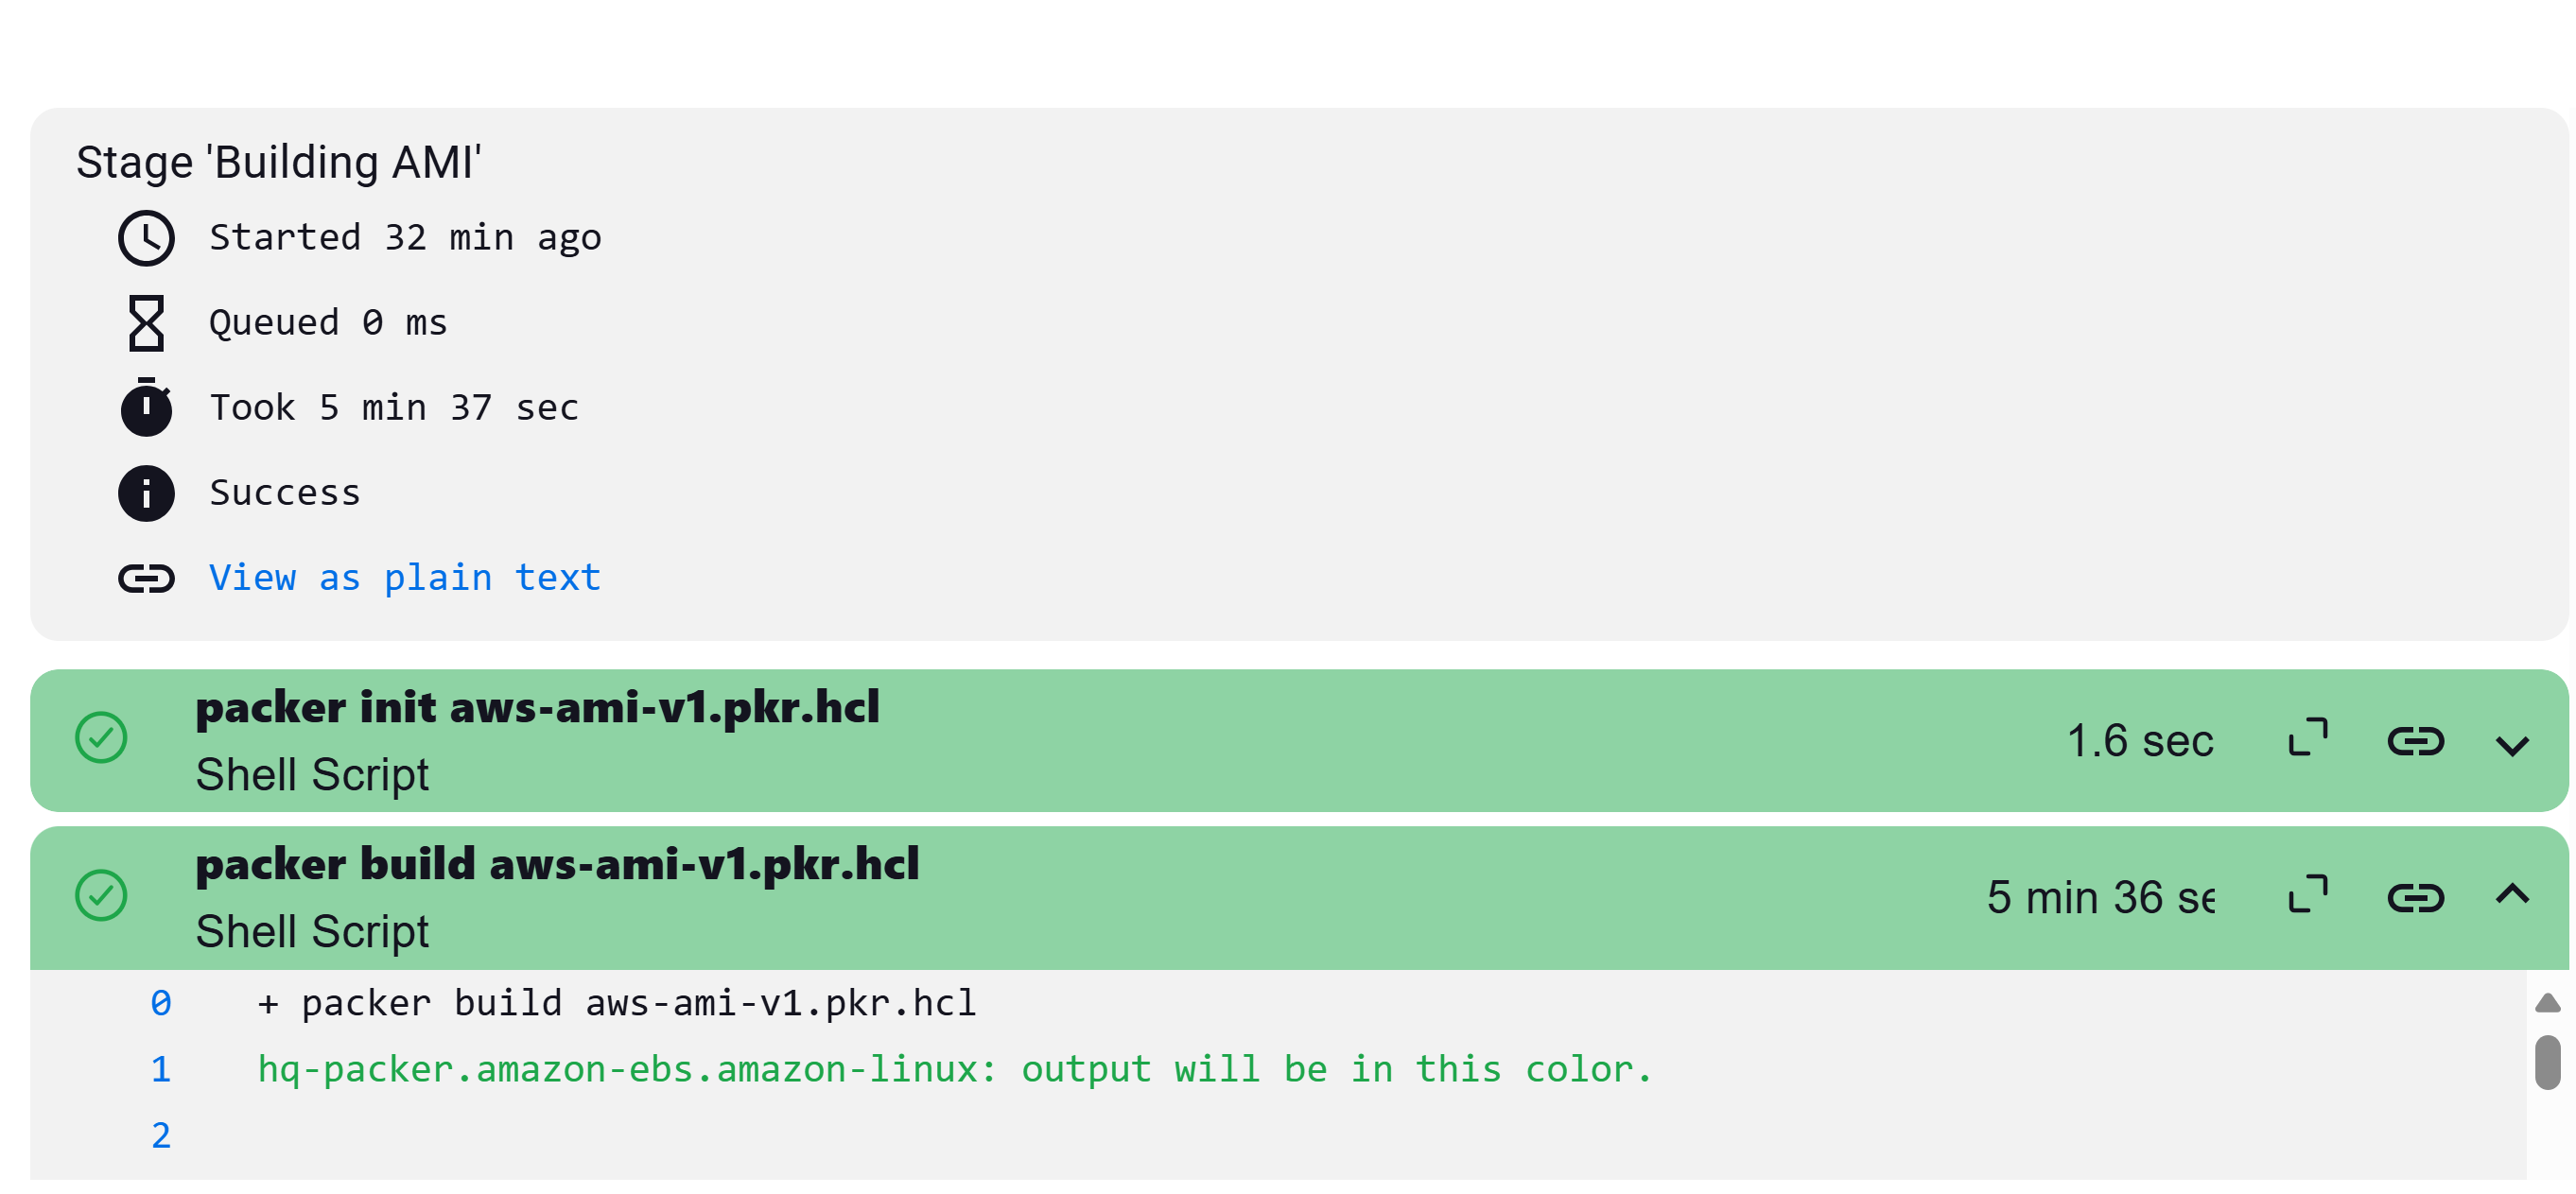 Stage 'Building AMI'
Started 32 min ago
Queued 0 ms
Took 5 min 37 sec
Success
View as plain text
packer init aws-ami-v1.pkr.hcl
Shell Script
1.6 sec
packer build aws-ami-v1.pkr.hcl
Shell Script
5 min 36 se
0 + packer build aws-ami-v1.pkr.hcl
1 hq-packer.amazon-ebs.amazon-linux: output will be in this color.
2